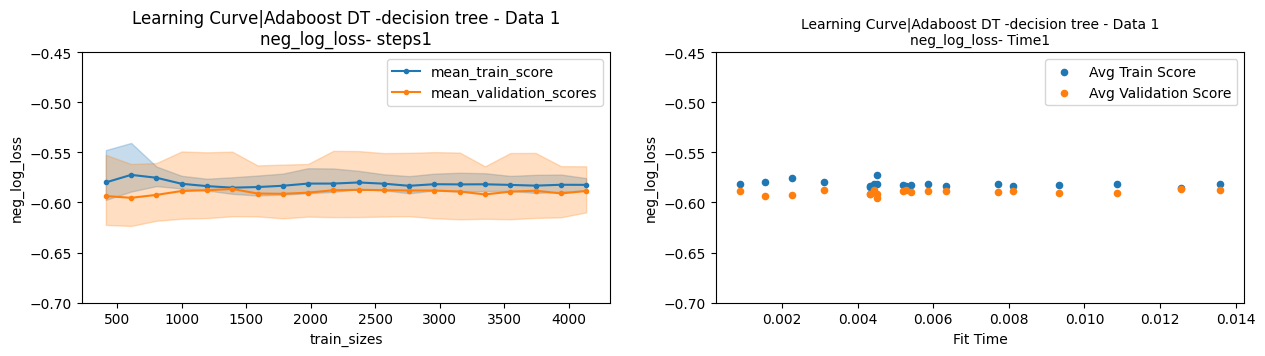 Learning Curve|Adaboost DT -decision tree - Data 1
neg_log_loss- steps1
neg_log_loss
−0.45
−0.50
−0.55
−0.60
−0.65
−0.70
mean_train_score
mean_validation_scores
500 1000 1500 2000 2500 3000 3500 4000
train_sizes
Learning Curve|Adaboost DT -decision tree - Data 1
neg_log_loss- Time1
neg_log_loss
−0.45
−0.50
−0.55
−0.60
−0.65
−0.70
Avg Train Score
Avg Validation Score
0.002 0.004 0.006 0.008 0.010 0.012 0.014
Fit Time